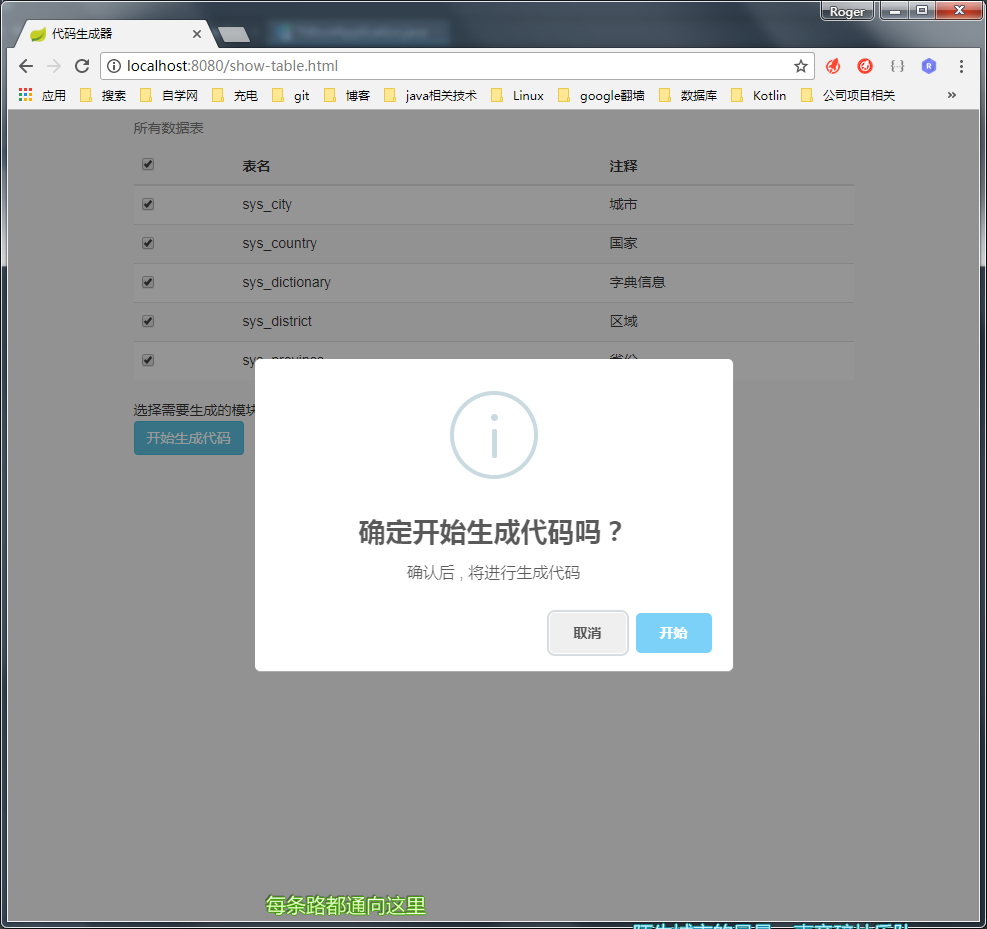 Roger
代码生成器
localhost:8080/show-table.html
应用 搜索 自学网 充电 git 博客 java相关技术 Linux google翻墙 数据库 Kotlin 公司项目相关 »
所有数据表
表名 注释
sys_city 城市
sys_country 国家
sys_dictionary 字典信息
sys_district 区域
sys_province 省份
选择需要生成的模块
开始生成代码
确定开始生成代码吗？
确认后，将进行生成代码
取消 开始
每条路都通向这里